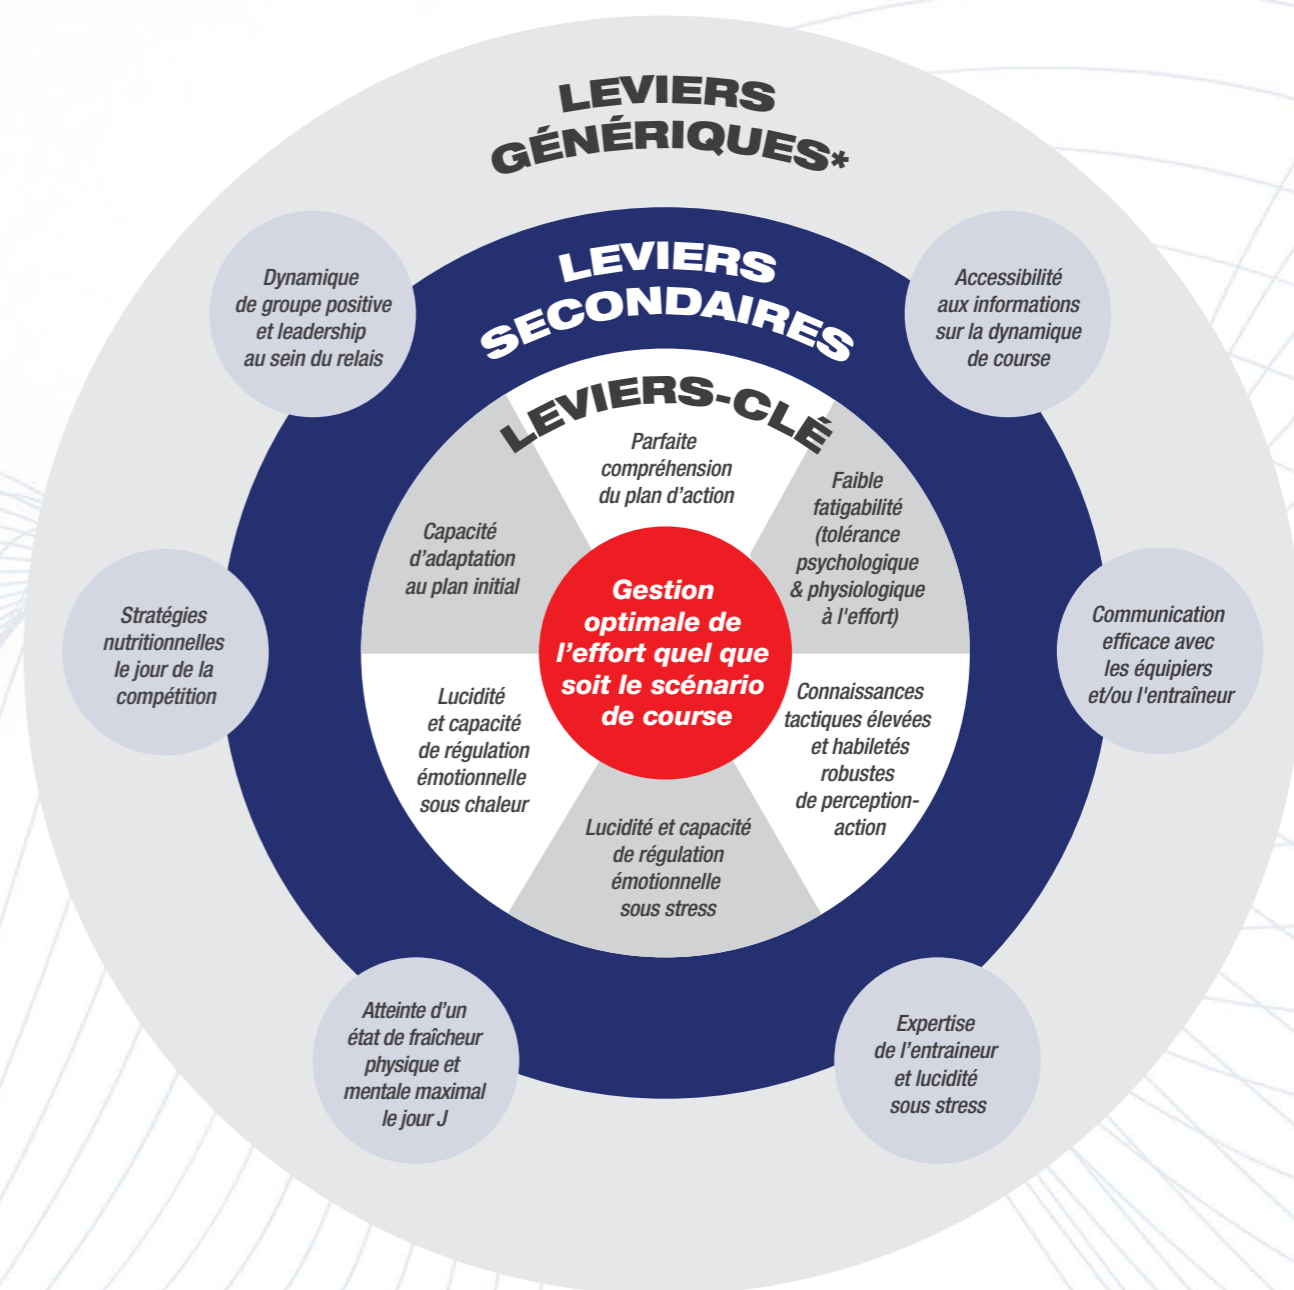 LEVIERS
GÉNÉRIQUES*
LEVIERS
SECONDAIRES
LEVIERS-CLÉ
Dynamique
de groupe positive
et leadership
au sein du relais
Accessibilité
aux informations
sur la dynamique
de course
Parfaite
compréhension
du plan d’action
Faible
fatigabilité
(tolérance
psychologique
& physiologique
à l'effort)
Capacité
d’adaptation
au plan initial
Gestion
optimale de
l’effort quel que
soit le scénario
de course
Stratégies
nutritionnelles
le jour de la
compétition
Communication
efficace avec
les équipiers
et/ou l'entraîneur
Lucidité
et capacité
de régulation
émotionnelle
sous chaleur
Connaissances
tactiques élevées
et habiletés
robustes
de perception-
action
Lucidité et capacité
de régulation
émotionnelle
sous stress
Atteinte d’un
état de fraîcheur
physique et
mentale maximal
le jour J
Expertise
de l’entraineur
et lucidité
sous stress